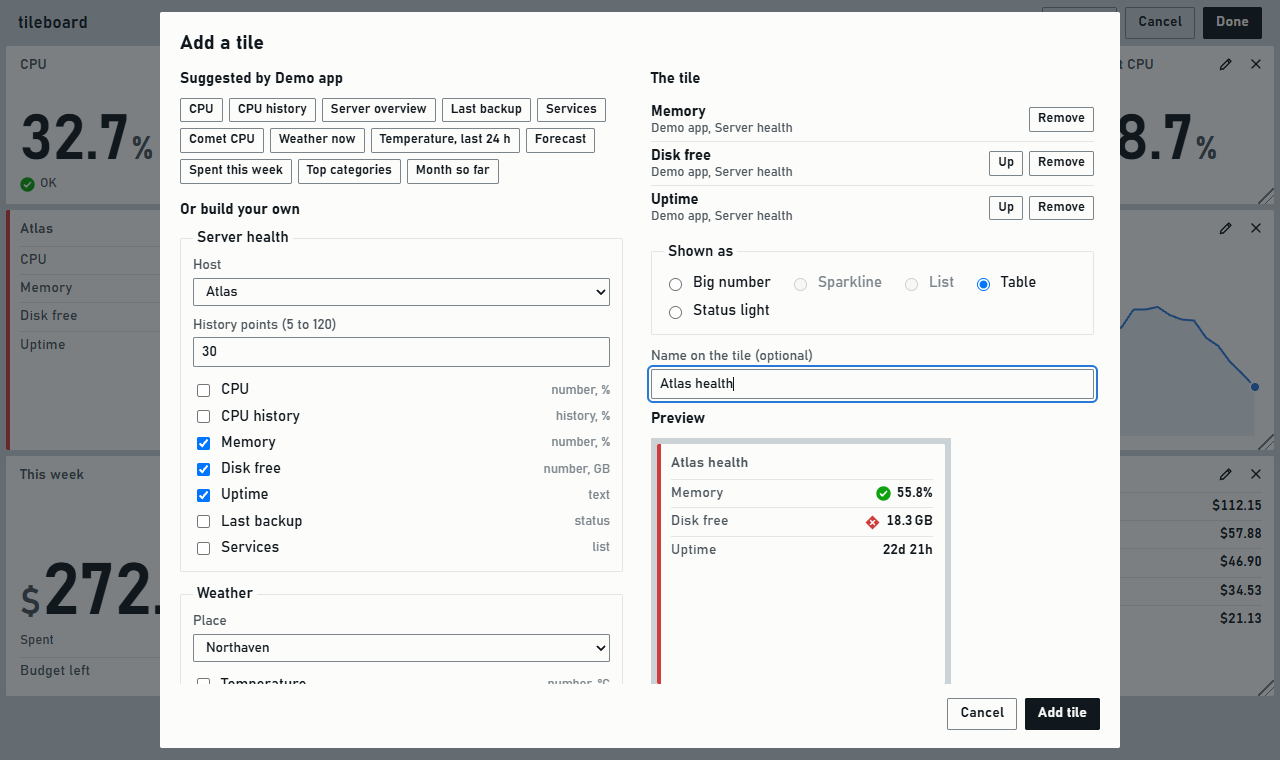 tileboard
Cancel
Done
CPU
32.7%
OK
t CPU
8.7%
Atlas
CPU
Memory
Disk free
Uptime
This week
$272.
Spent
Budget left
$112.15
$57.88
$46.90
$34.53
$21.13
Add a tile
Suggested by Demo app
CPU
CPU history
Server overview
Last backup
Services
Comet CPU
Weather now
Temperature, last 24 h
Forecast
Spent this week
Top categories
Month so far
Or build your own
Server health
Host
Atlas
History points (5 to 120)
30
CPU number, %
CPU history history, %
Memory number, %
Disk free number, GB
Uptime text
Last backup status
Services list
Weather
Place
Northaven
Temperature number, °C
The tile
Memory
Demo app, Server health
Remove
Disk free
Demo app, Server health
Up
Remove
Uptime
Demo app, Server health
Up
Remove
Shown as
Big number
Sparkline
List
Table
Status light
Name on the tile (optional)
Atlas health
Preview
Atlas health
Memory 55.8%
Disk free 18.3 GB
Uptime 22d 21h
Cancel
Add tile